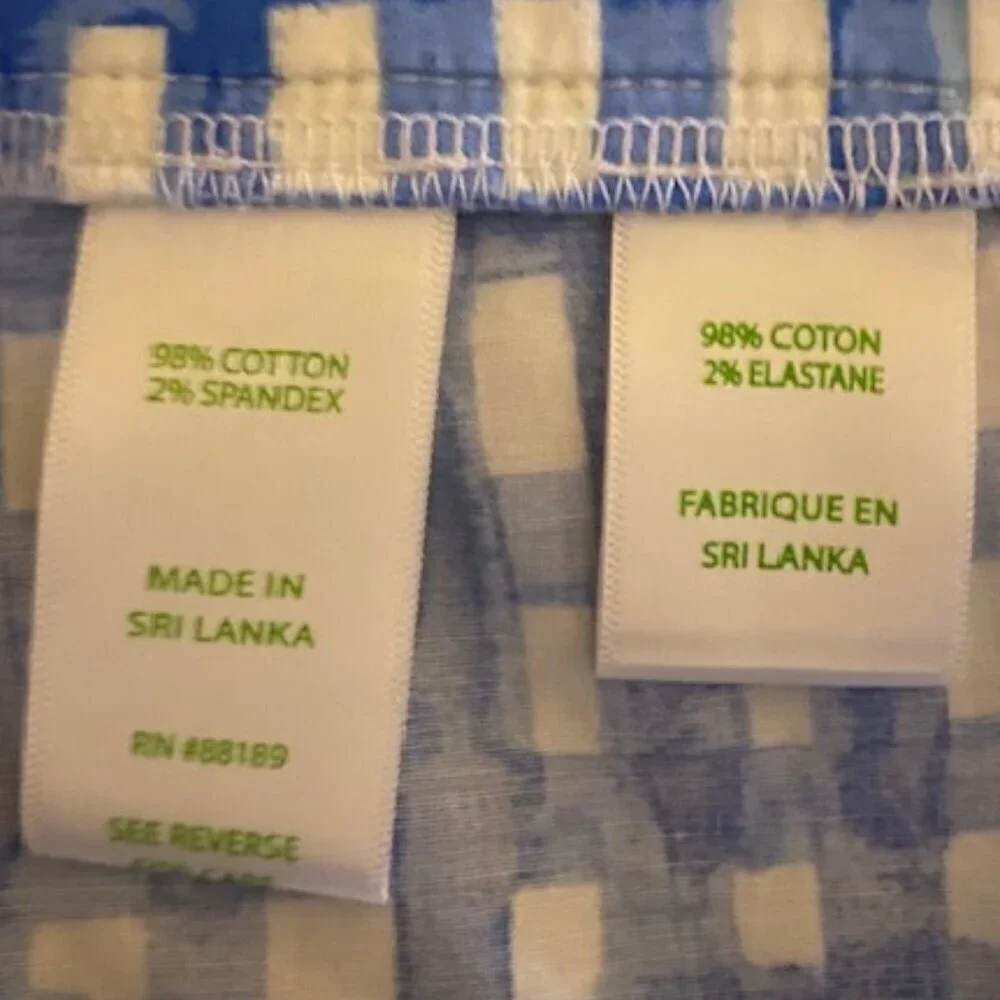 98% COTTON
2% SPANDEX
MADE IN
SRI LANKA
RN #88189
SEE REVERSE
98% COTON
2% ELASTANE
FABRIQUE EN
SRI LANKA